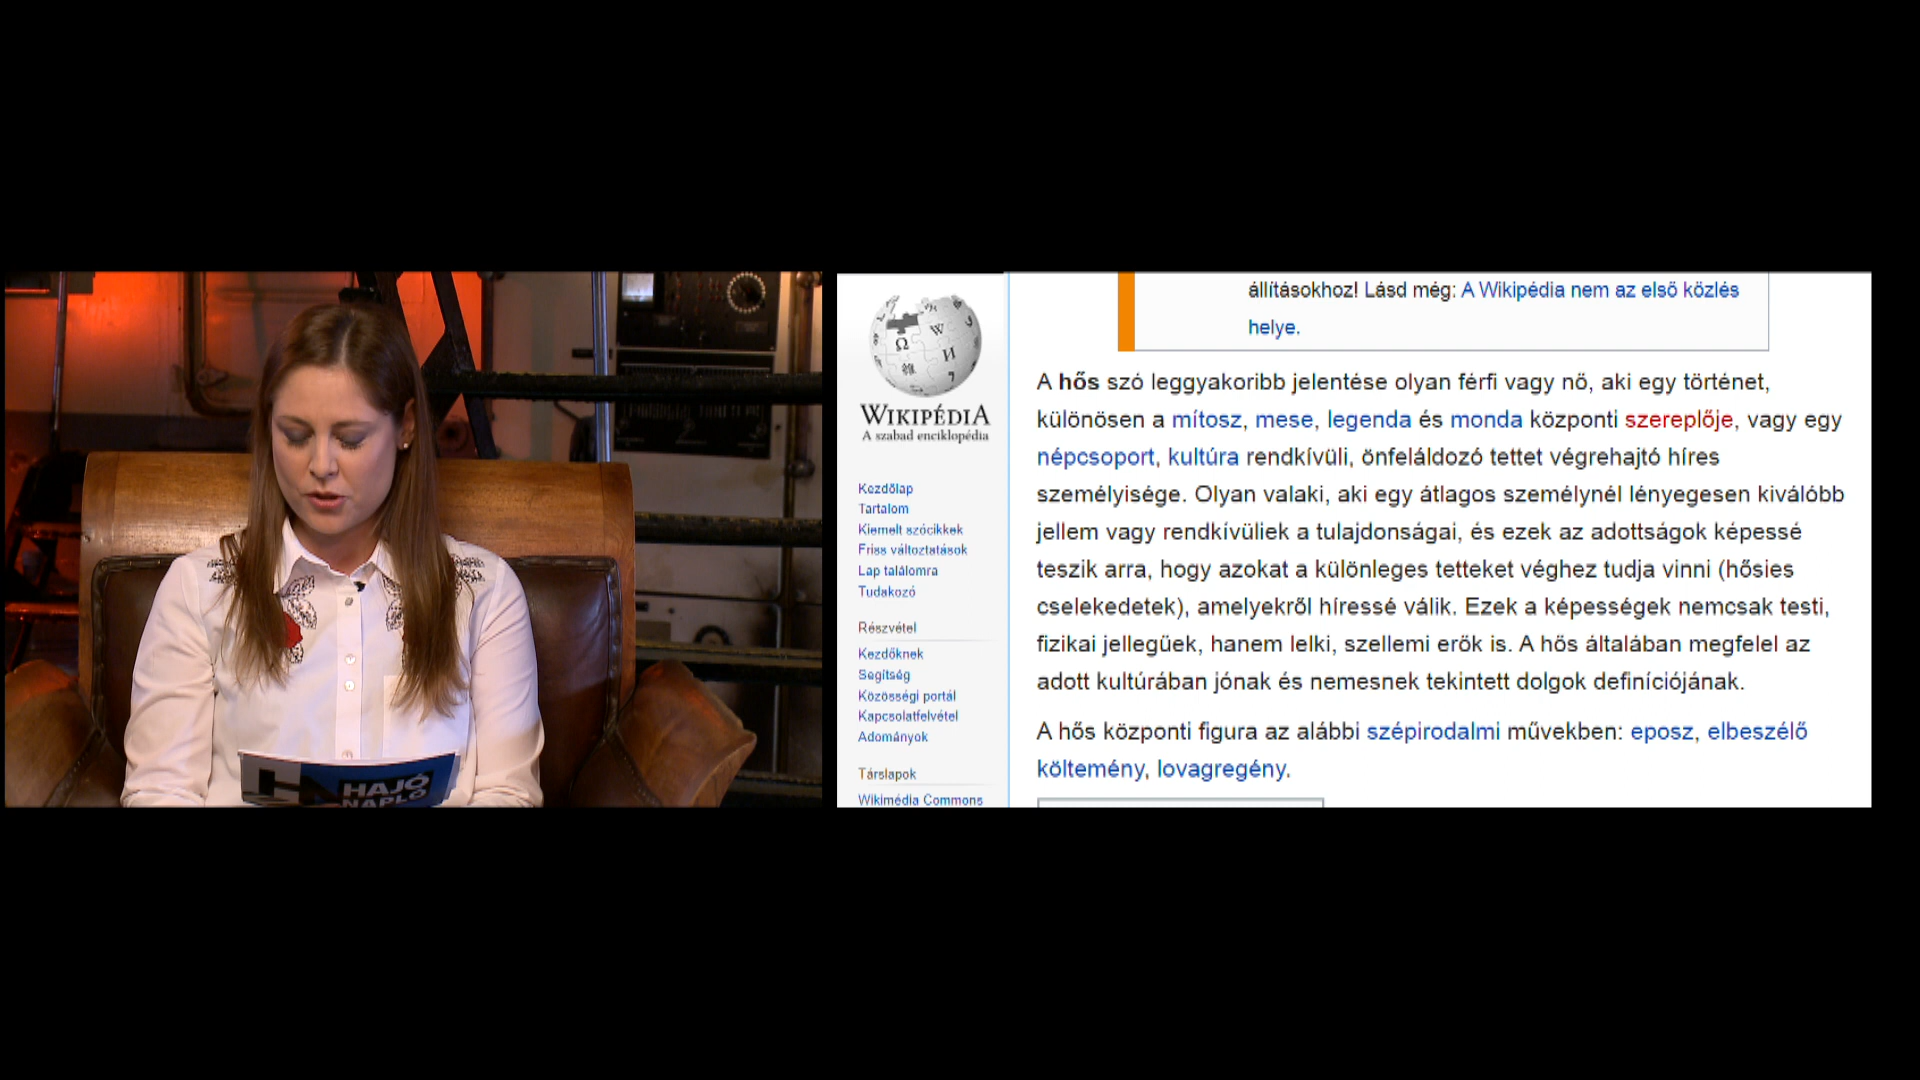 HAJÓ
NAPLÓ
WIKIPÉDIA
A szabad enciklopédia
Kezdőlap
Tartalom
Kiemelt szócikkek
Friss változtatások
Lap találomra
Tudakozó
Részvétel
Kezdőknek
Segítség
Közösségi portál
Kapcsolatfelvétel
Adományok
Társlapok
Wikimédia Commons
állításokhoz! Lásd még: A Wikipédia nem az első közlés
helye.
A hős szó leggyakoribb jelentése olyan férfi vagy nő, aki egy történet,
különösen a mítosz, mese, legenda és monda központi szereplője, vagy egy
népcsoport, kultúra rendkívüli, önfeláldozó tettet végrehajtó híres
személyisége. Olyan valaki, aki egy átlagos személynél lényegesen kiválóbb
jellem vagy rendkívüliek a tulajdonságai, és ezek az adottságok képessé
teszik arra, hogy azokat a különleges tetteket véghez tudja vinni (hősies
cselekedetek), amelyekről híressé válik. Ezek a képességek nemcsak testi,
fizikai jellegűek, hanem lelki, szellemi erők is. A hős általában megfelel az
adott kultúrában jónak és nemesnek tekintett dolgok definíciójának.
A hős központi figura az alábbi szépirodalmiművekben: eposz, elbeszélő
költemény, lovagregény.